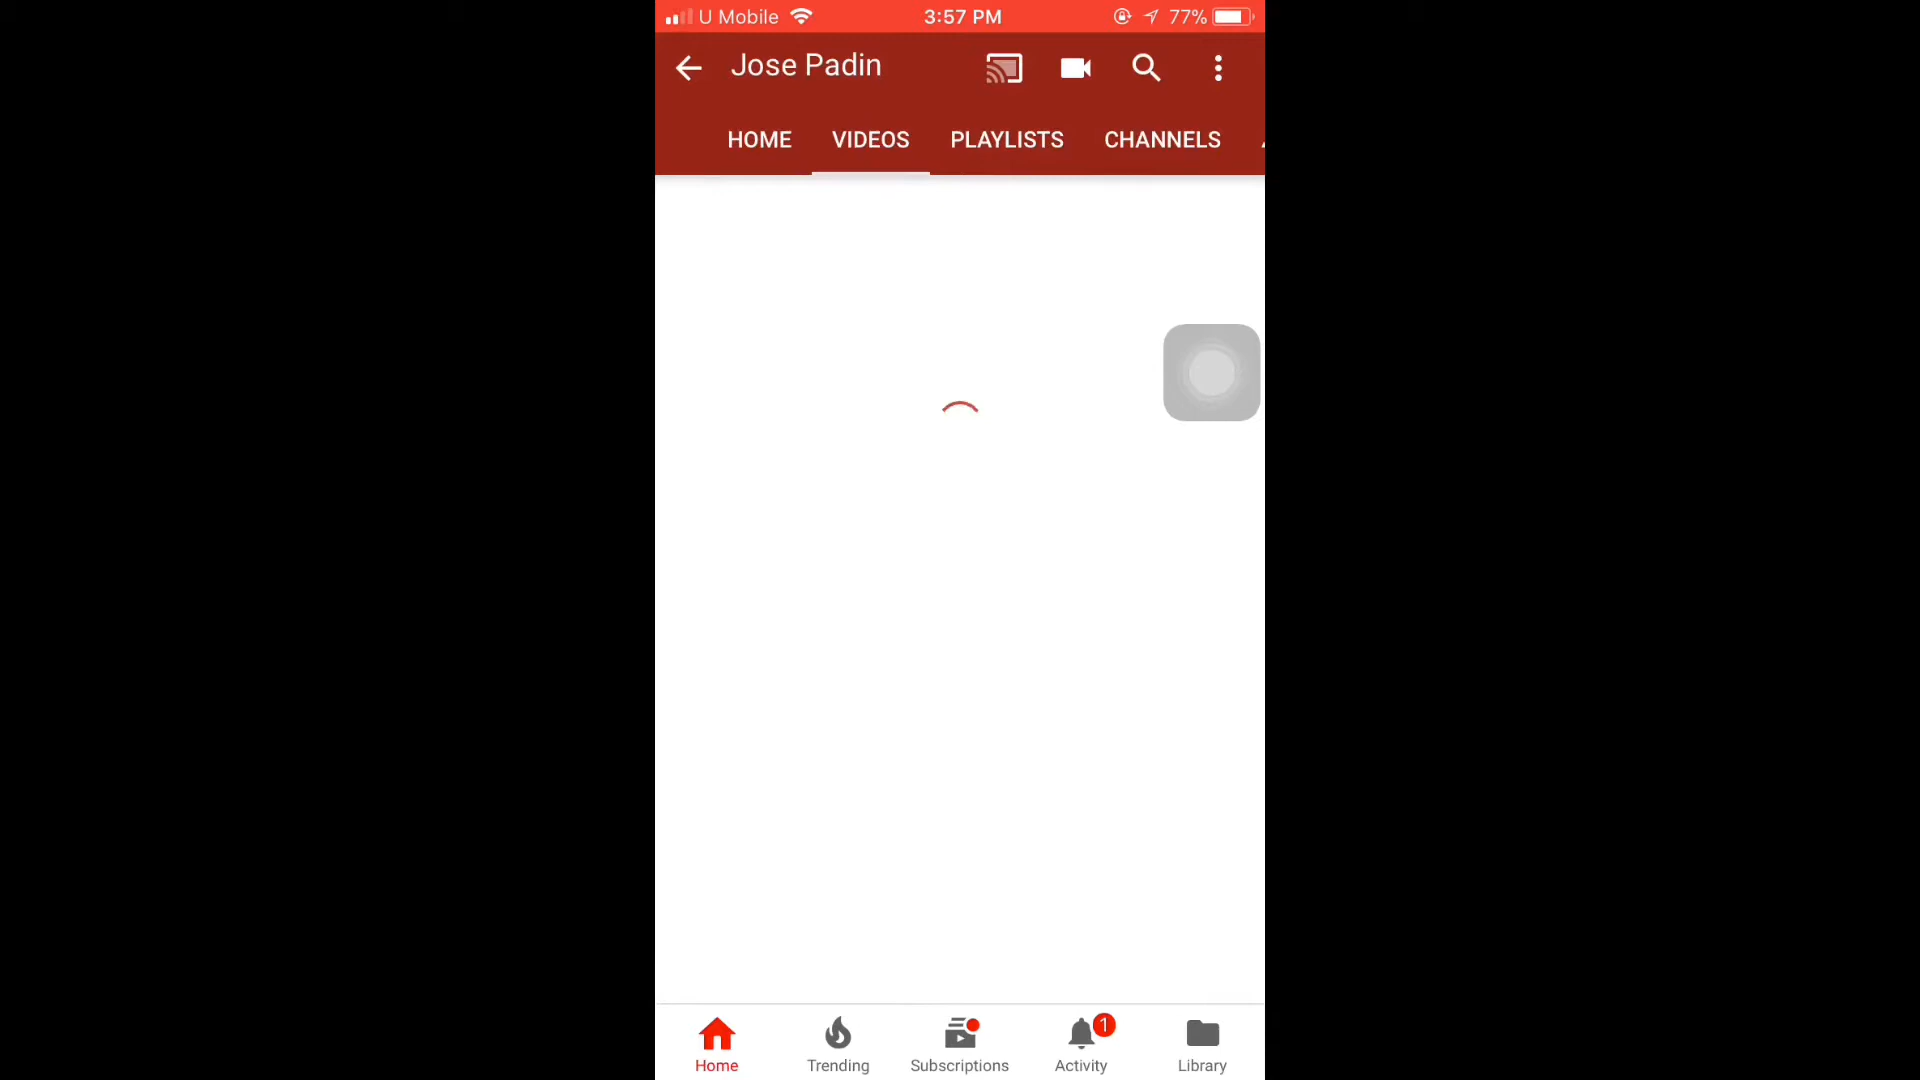 U Mobile 3:57 PM 77%
Jose Padin
HOME VIDEOS PLAYLISTS CHANNELS
1
Home Trending Subscriptions Activity Library